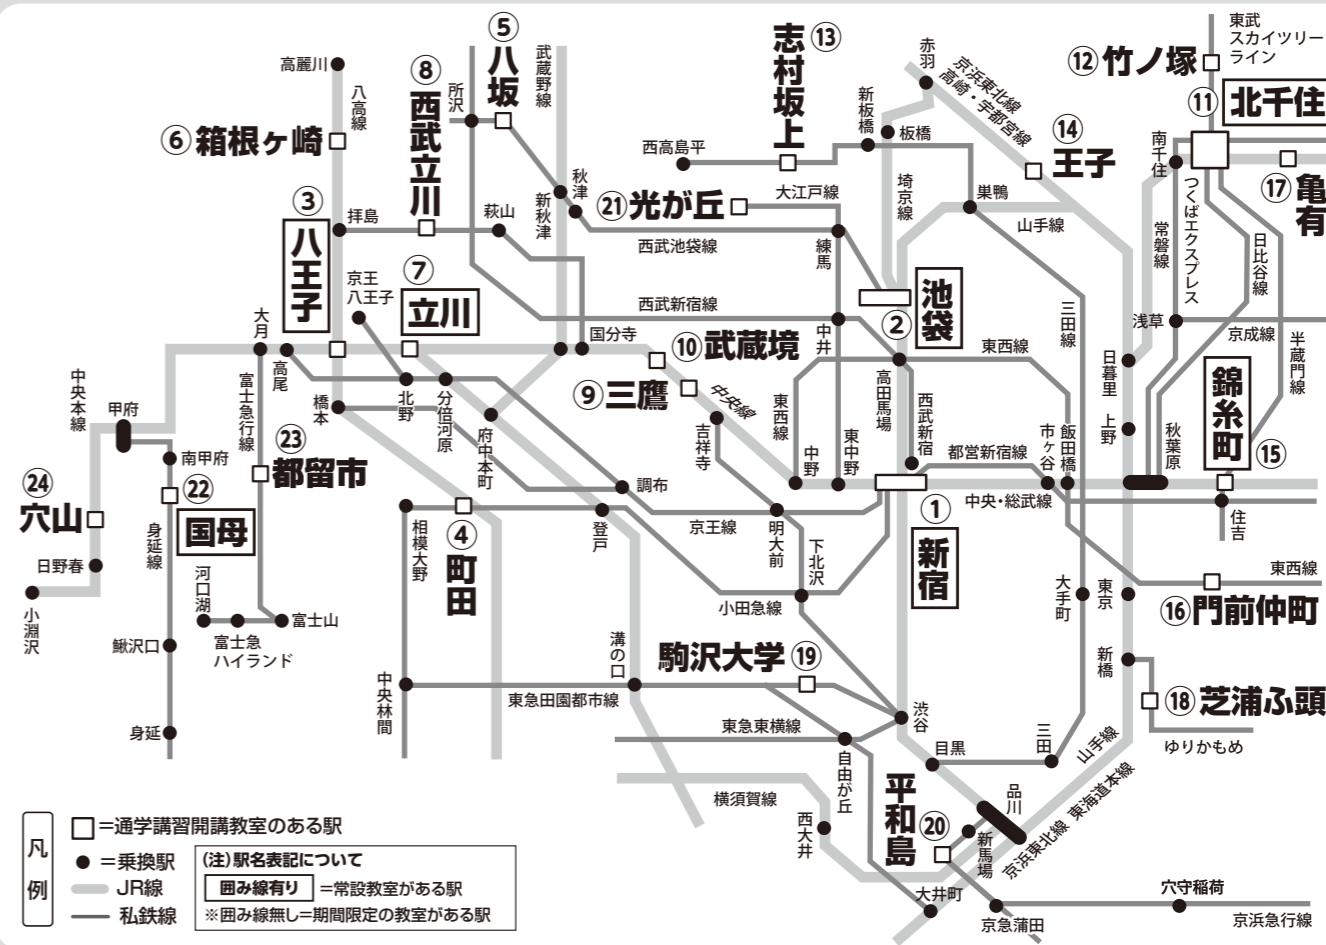 東武
スカイツリー
ライン
⑫竹ノ塚
⑪北千住
⑬志村坂上
赤羽
京浜東北線
高崎・宇都宮線
⑤八坂
武蔵野線
⑧西武立川
所沢
高麗川
八高線
⑥箱根ヶ崎
新板橋
板橋
西高島平
⑭王子
南千住
⑰亀有
つくばエクスプレス
常磐線
日比谷線
半蔵門線
秋津
新秋津
㉑光が丘
大江戸線
埼京線
巣鴨
山手線
③八王子
拝島
萩山
西武池袋線
練馬
京王
八王子
⑦立川
西武新宿線
池袋
②
三田線
浅草
京成線
大月
高尾
国分寺
⑩武蔵境
中井
東西線
高田馬場
日暮里
錦糸町
⑮
中央本線
甲府
富士急行線
橋本
北野
分倍河原
府中本町
⑨三鷹
中央線
吉祥寺
東西線
中野
東中野
西武新宿
都営新宿線
市ヶ谷
飯田橋
上野
秋葉原
㉓都留市
南甲府
㉒国母
㉔穴山
身延線
日野春
小淵沢
調布
京王線
明大前
①新宿
中央・総武線
住吉
相模大野
④町田
登戸
下北沢
小田急線
大手町
東京
東西線
⑯門前仲町
河口湖
富士急
ハイランド
富士山
鰍沢口
身延
中央林間
溝の口
東急田園都市線
駒沢大学⑲
渋谷
新橋
⑱芝浦ふ頭
ゆりかもめ
東急東横線
自由が丘
目黒
三田
山手線
横須賀線
西大井
平和島
⑳
品川
新馬場
京浜東北線
東海道本線
大井町
京急蒲田
穴守稲荷
京浜急行線
凡例
=通学講習開講教室のある駅
=乗換駅
JR線
私鉄線
(注)駅名表記について
囲み線有り=常設教室がある駅
※囲み線無し=期間限定の教室がある駅